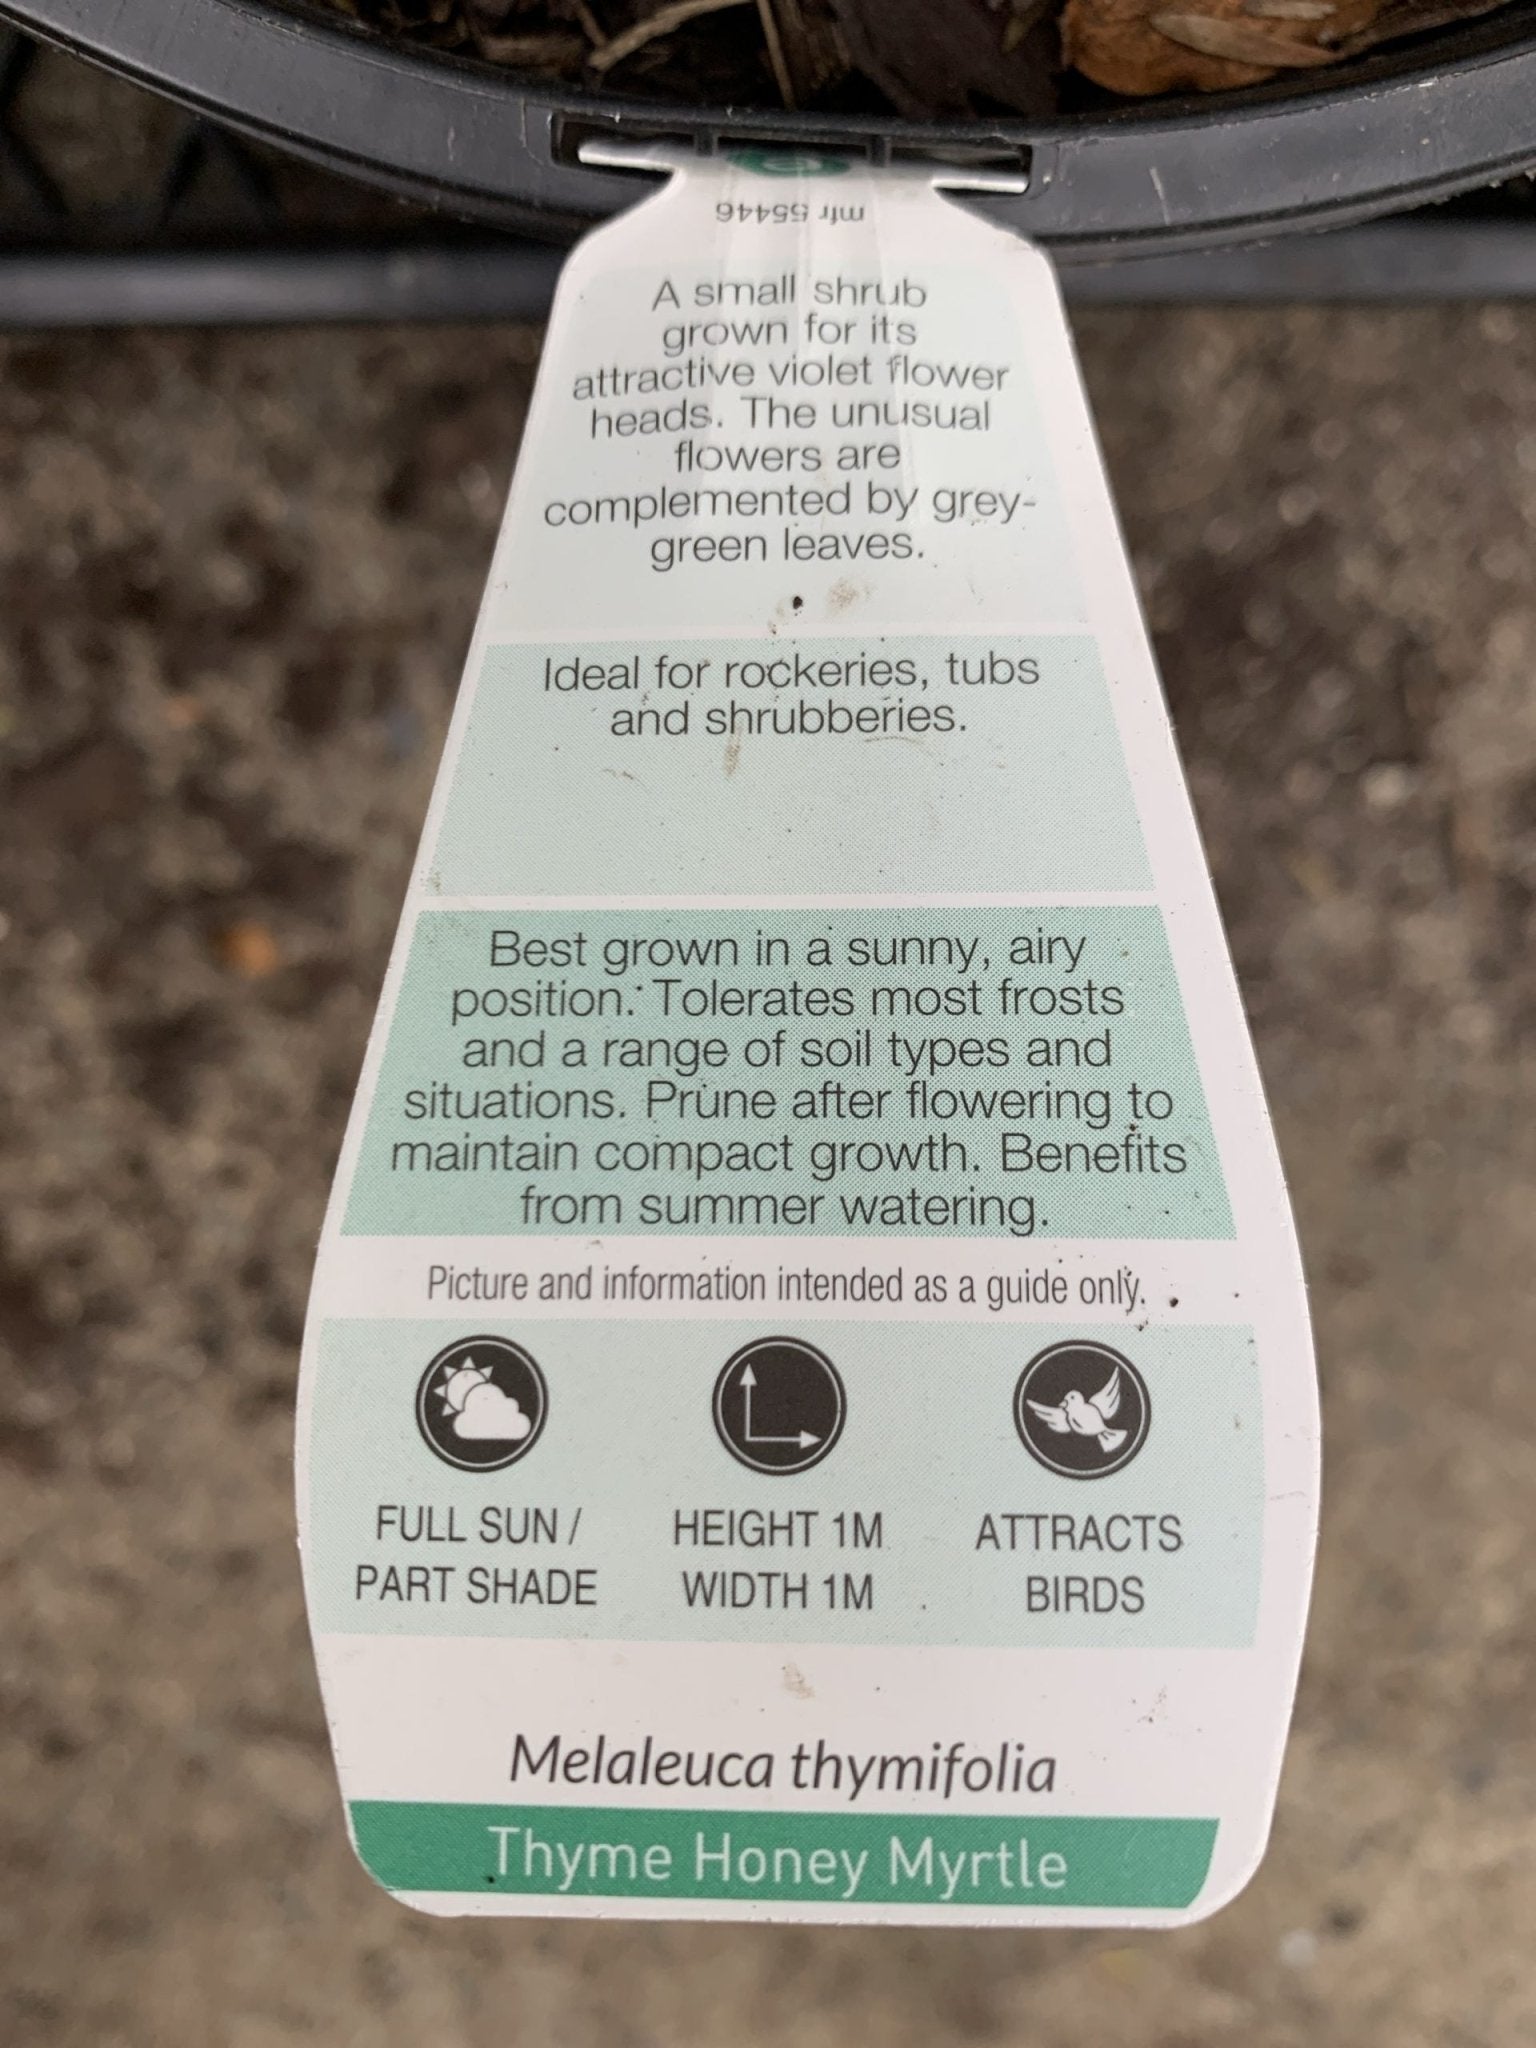 mfr 55446
A small shrub
grown for its
attractive violet flower
heads. The unusual
flowers are
complemented by grey-
green leaves.
Ideal for rockeries, tubs
and shrubberies.
Best grown in a sunny, airy
position. Tolerates most frosts
and a range of soil types and
situations. Prune after flowering to
maintain compact growth. Benefits
from summer watering.
Picture and information intended as a guide only.
FULL SUN /
PART SHADE
HEIGHT 1M
WIDTH 1M
ATTRACTS
BIRDS
Melaleuca thymifolia
Thyme Honey Myrtle